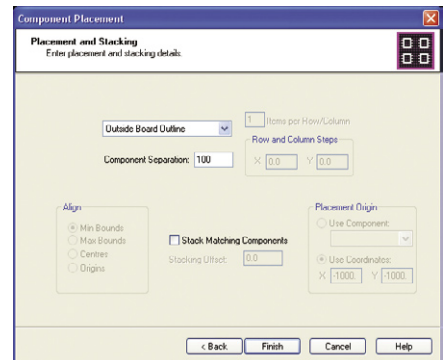 Component Placement
Placement and Stacking
Enter placement and stacking details.
Outside Board Outline
1 Items per Row/Column
Row and Column Steps
Component Separation: 100
X 0.0 Y 0.0
Align
Min Bounds
Max Bounds
Centres
Origins
Stack Matching Components
Stacking Offset: 0.0
Placement Origin
Use Component:
Use Coordinates:
X -1000. Y -1000.
< Back Finish Cancel Help